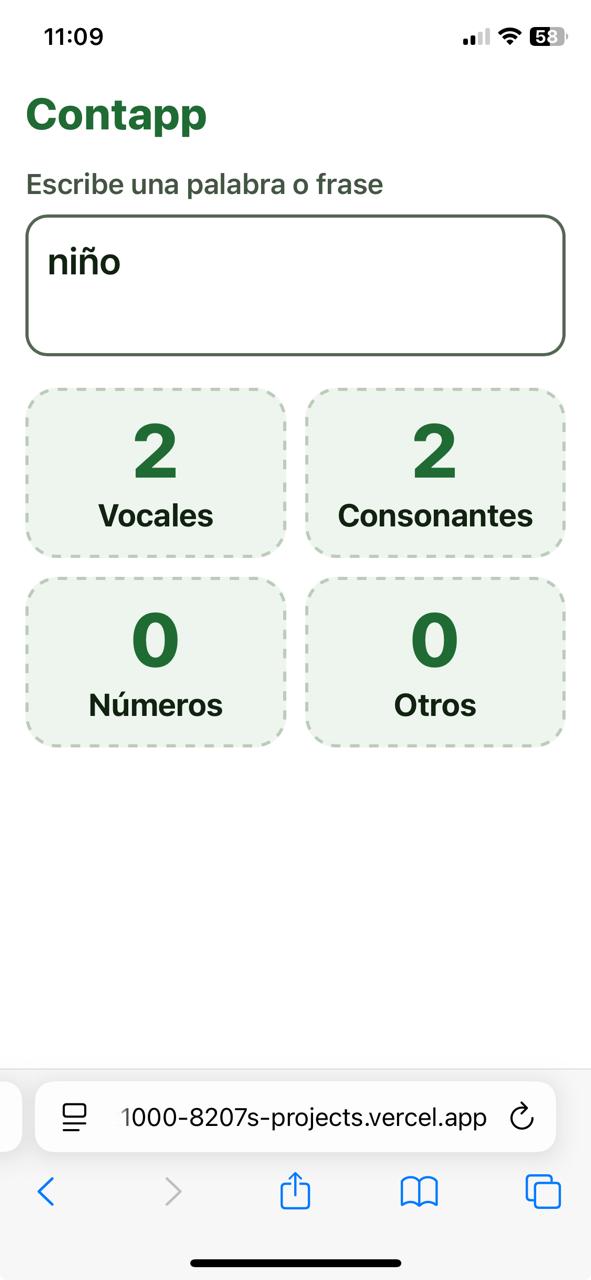 11:09
58
Contapp
Escribe una palabra o frase
niño
2
Vocales
2
Consonantes
0
Números
0
Otros
1000-8207s-projects.vercel.app